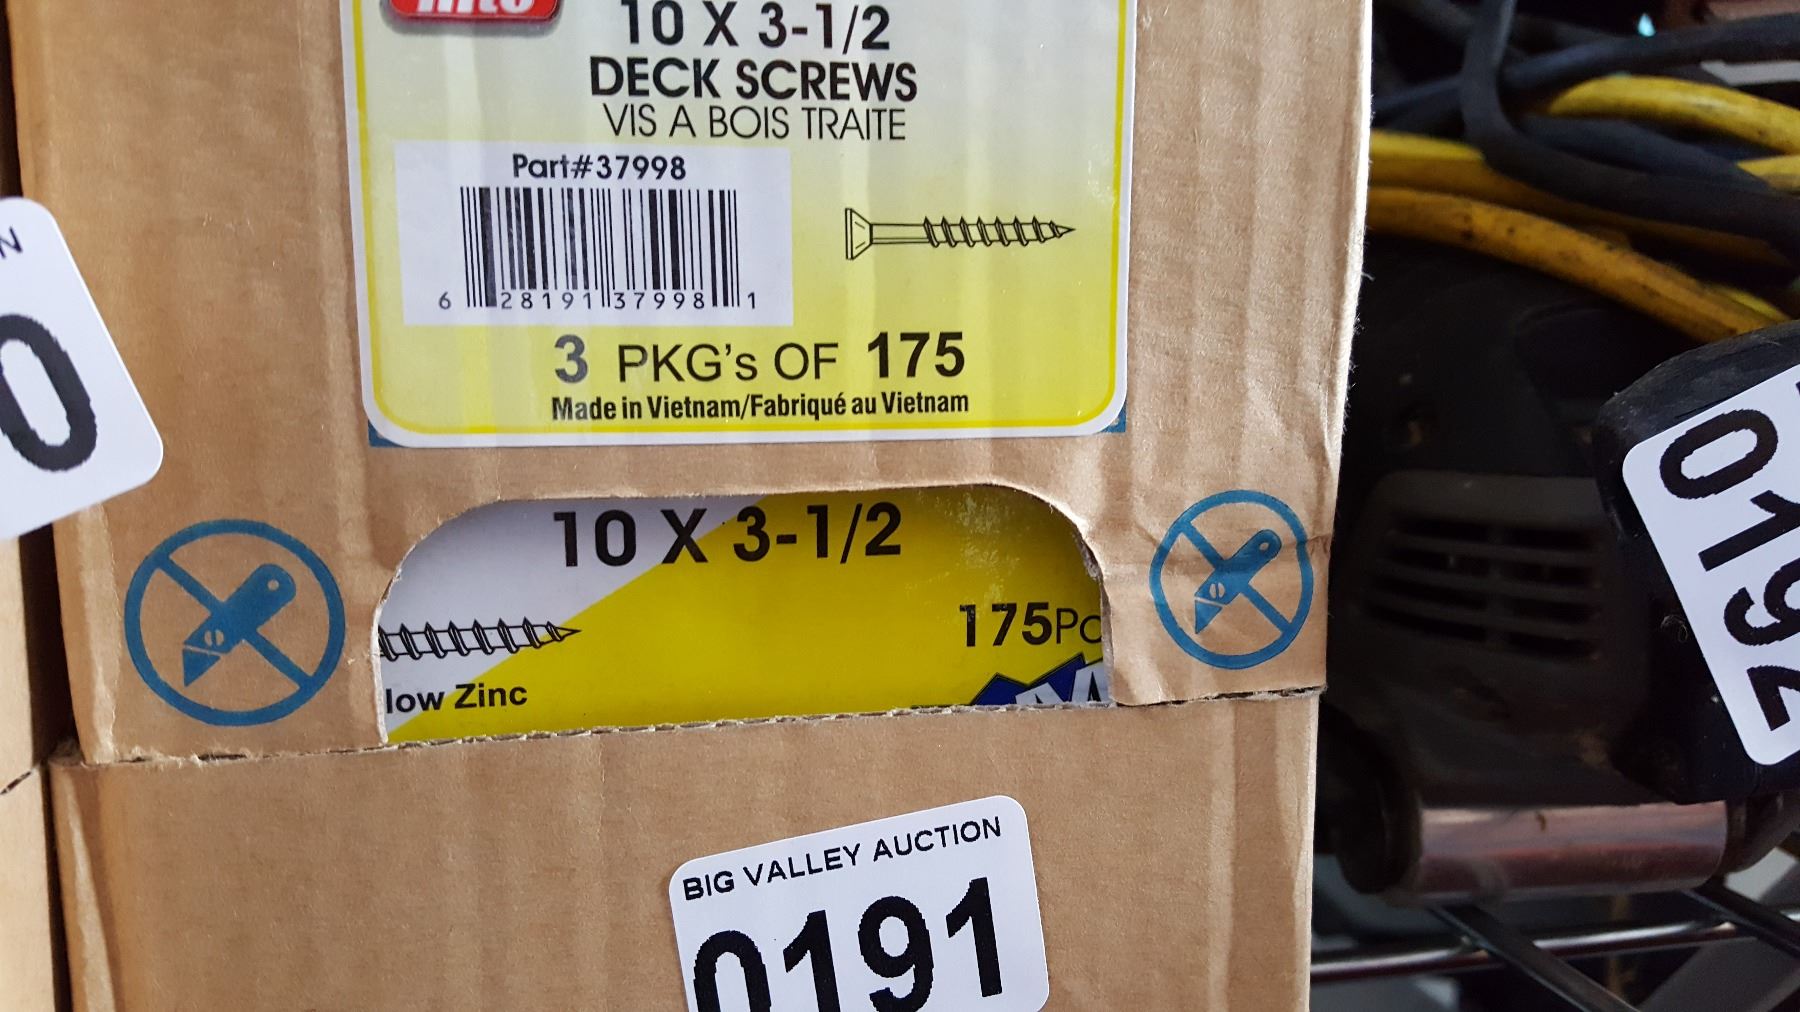 10 X 3-1/2
DECK SCREWS
VIS A BOIS TRAITE
Part#37998
6 28191 37998 1
3 PKG's OF 175
Made in Vietnam/Fabriqué au Vietnam
10 X 3-1/2
175Pc
low Zinc
BIG VALLEY AUCTION
0191
0192
N
0